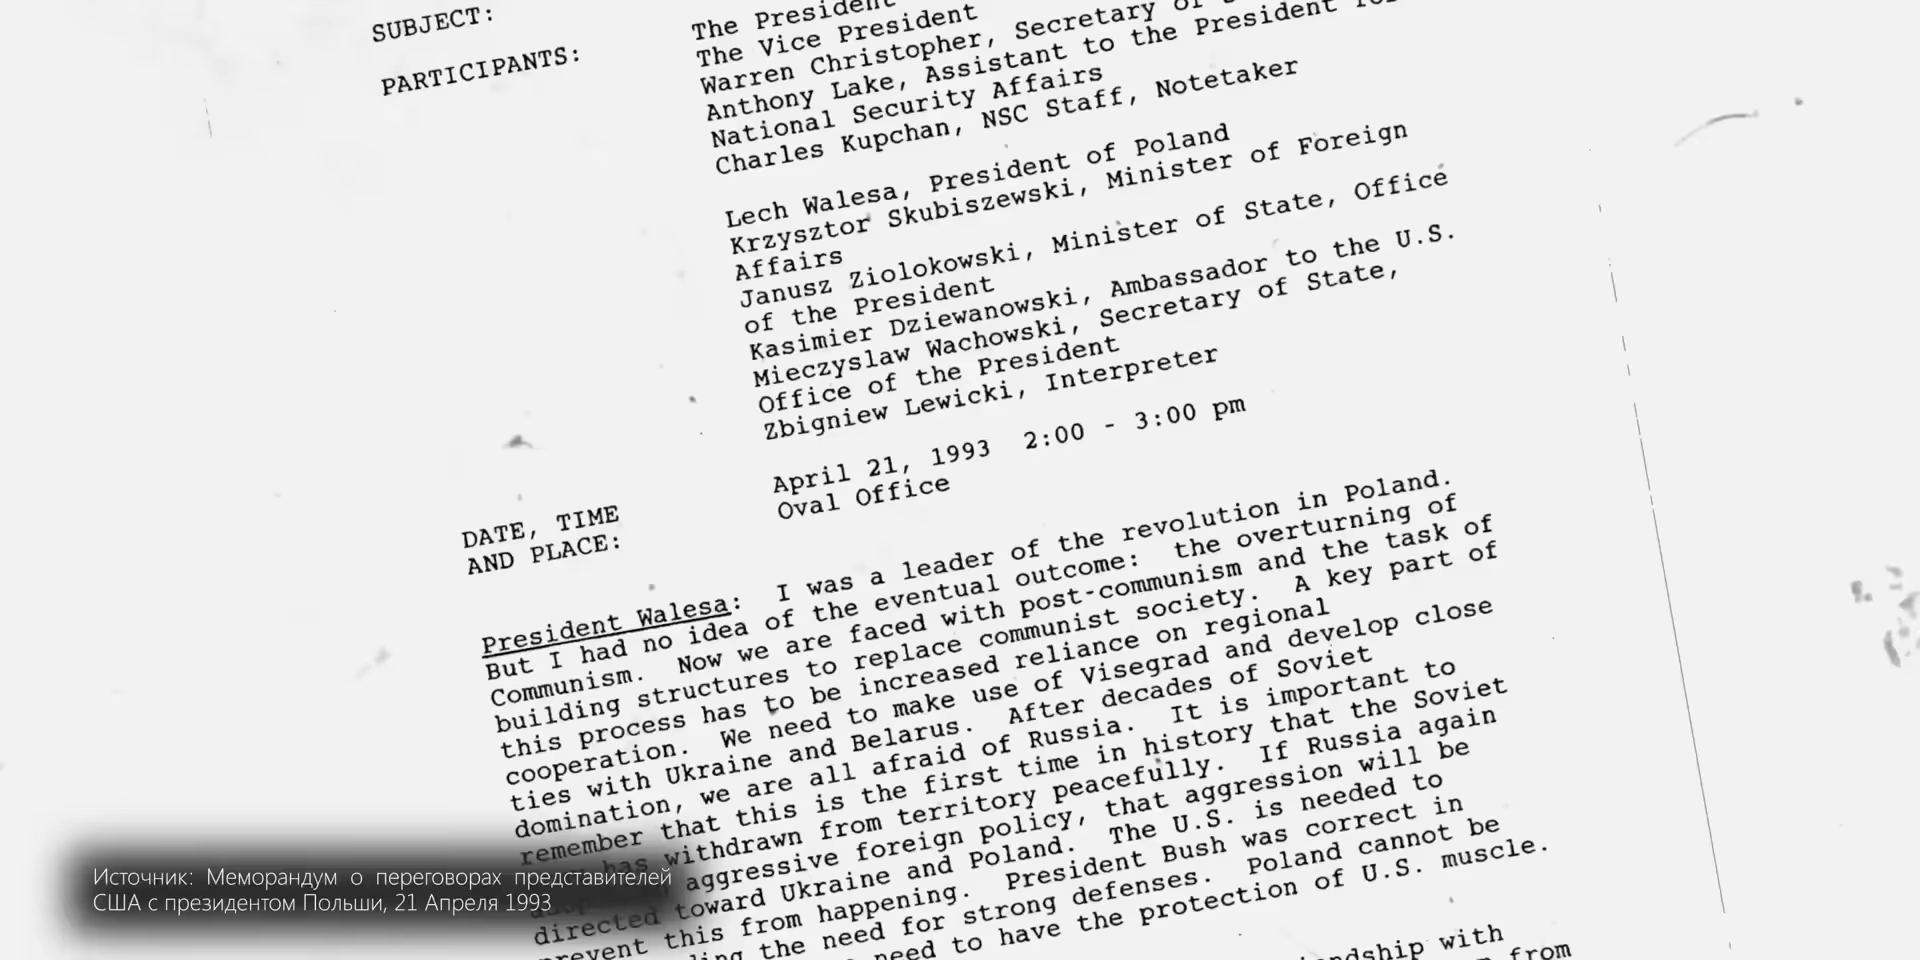 SUBJECT:
PARTICIPANTS:
The President
The Vice President
Warren Christopher, Secretary of
Anthony Lake, Assistant to the President
National Security Affairs
Charles Kupchan, NSC Staff, Notetaker
Lech Walesa, President of Poland
Krzysztor Skubiszewski, Minister of Foreign
Affairs
Janusz Ziolokowski, Minister of State, Office
of the President
Kasimier Dziewanowski, Ambassador to the U.S.
Mieczyslaw Wachowski, Secretary of State,
Office of the President
Zbigniew Lewicki, Interpreter
DATE, TIME
AND PLACE:
April 21, 1993 2:00 - 3:00 pm
Oval Office
President Walesa: I was a leader of the revolution in Poland.
But I had no idea of the eventual outcome: the overturning of
Communism. Now we are faced with post-communism and the task of
building structures to replace communist society. A key part of
this process has to be increased reliance on regional
cooperation. We need to make use of Visegrad and develop close
ties with Ukraine and Belarus. After decades of Soviet
domination, we are all afraid of Russia. It is important to
remember that this is the first time in history that the Soviet
has withdrawn from territory peacefully. If Russia again
aggressive foreign policy, that aggression will be
directed toward Ukraine and Poland. The U.S. is needed to
prevent this from happening. President Bush was correct in
the need for strong defenses. Poland cannot be
need to have the protection of U.S. muscle.
with
from
Источник: Меморандум о переговорах представителей
США с президентом Польши, 21 Апреля 1993